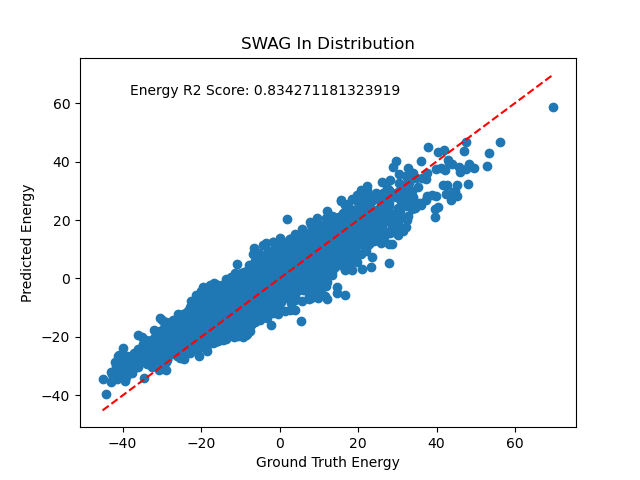 SWAG In Distribution
Energy R2 Score: 0.834271181323919
Predicted Energy
60
40
20
0
−20
−40
−40 −20 0 20 40 60
Ground Truth Energy